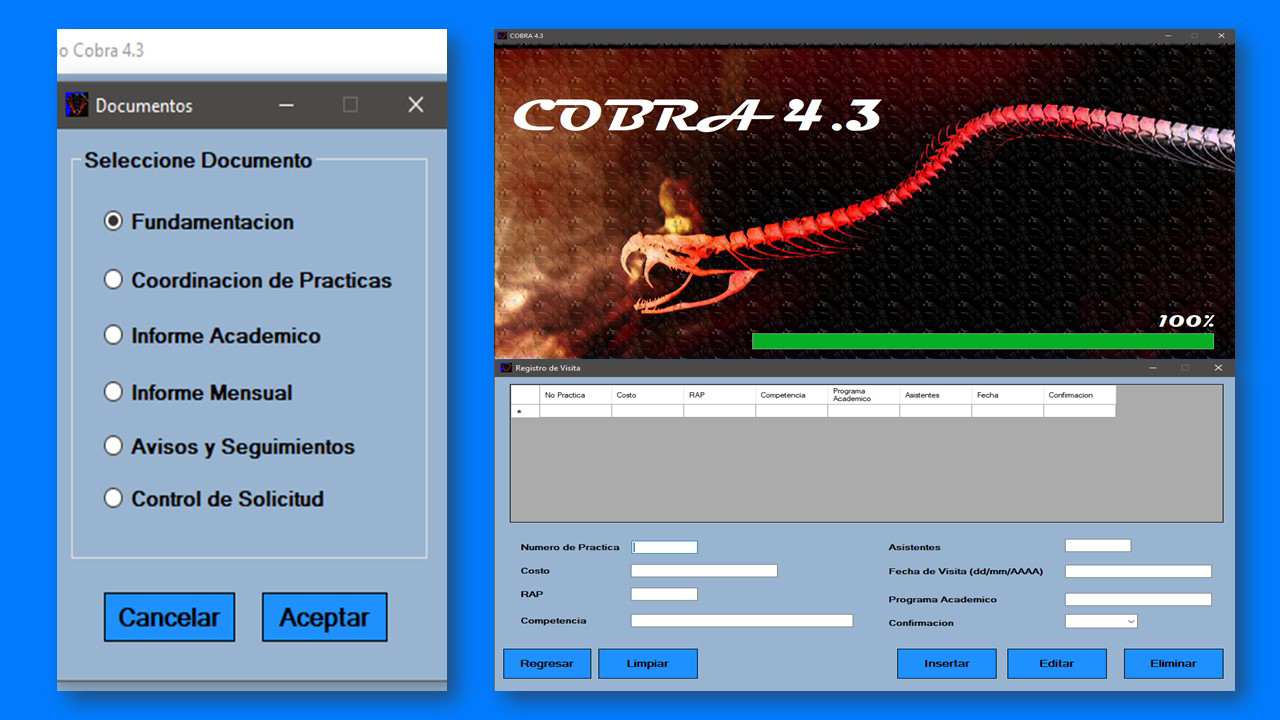 o Cobra 4.3
Documentos
Seleccione Documento
Fundamentacion
Coordinacion de Practicas
Informe Academico
Informe Mensual
Avisos y Seguimientos
Control de Solicitud
Cancelar Aceptar
COBRA 4.3
COBRA 4.3
100%
Registro de Visita
No Practica Costo RAP Competencia Programa Academico Asistentes Fecha Confirmacion
Numero de Practica
Costo
RAP
Competencia
Asistentes
Fecha de Visita (dd/mm/AAAA)
Programa Academico
Confirmacion
Regresar Limpiar Insertar Editar Eliminar